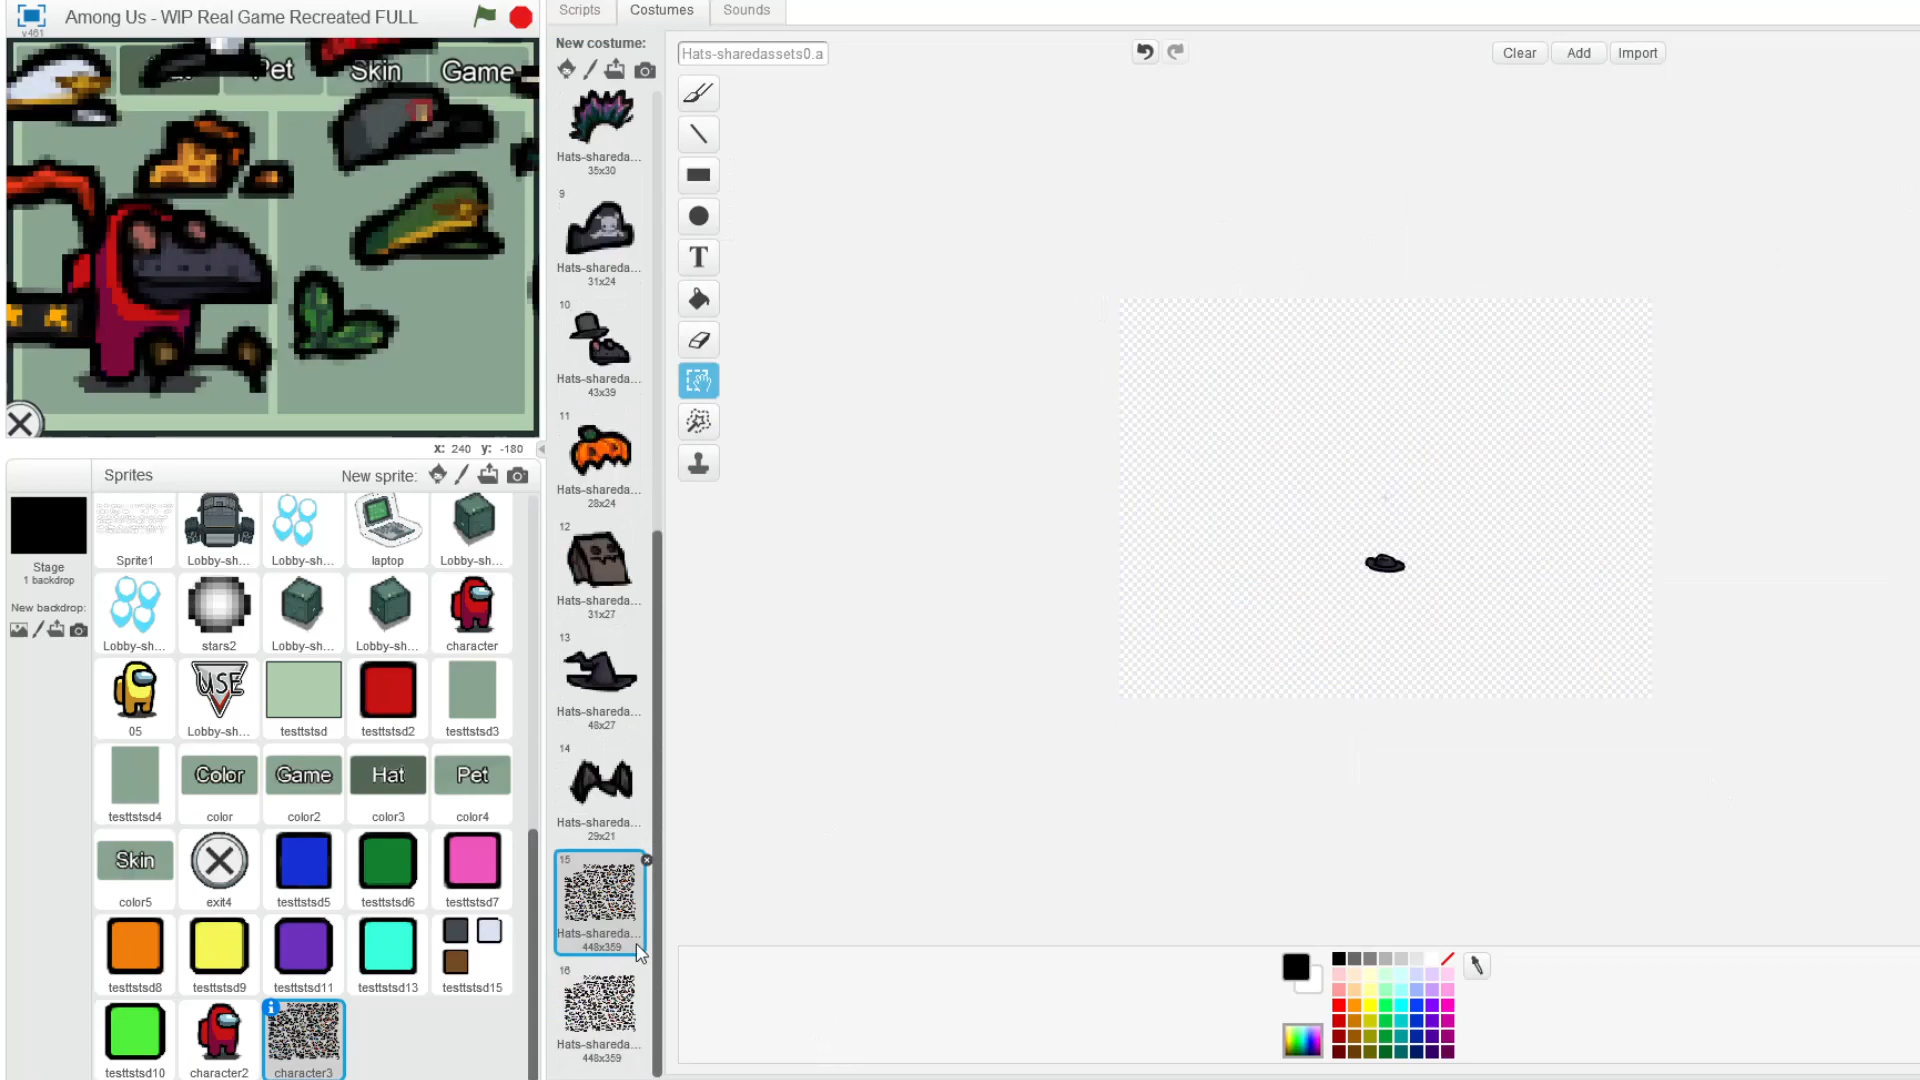 Among Us - WIP Real Game Recreated FULL
v461
Pet
Skin
Game
x: 240 y: -180
Sprites
New sprite:
Stage
1 backdrop
New backdrop:
Sprite1
Lobby-sh...
Lobby-sh...
laptop
Lobby-sh...
Lobby-sh...
stars2
Lobby-sh...
Lobby-sh...
character
USE
05
Lobby-sh...
testtstsd
testtstsd2
testtstsd3
Color
Game
Hat
Pet
testtstsd4
color
color2
color3
color4
Skin
color5
exit4
testtstsd5
testtstsd6
testtstsd7
testtstsd8
testtstsd9
testtstsd11
testtstsd13
testtstsd15
testtstsd10
character2
character3
Scripts
Costumes
Sounds
New costume:
Hats-shareda...
35x30
9
Hats-shareda...
31x24
10
Hats-shareda...
43x39
11
Hats-shareda...
28x24
12
Hats-shareda...
31x27
13
Hats-shareda...
48x27
14
Hats-shareda...
29x21
15
Hats-shareda...
448x359
16
Hats-shareda...
448x359
Hats-sharedassets0.a
T
Clear
Add
Import